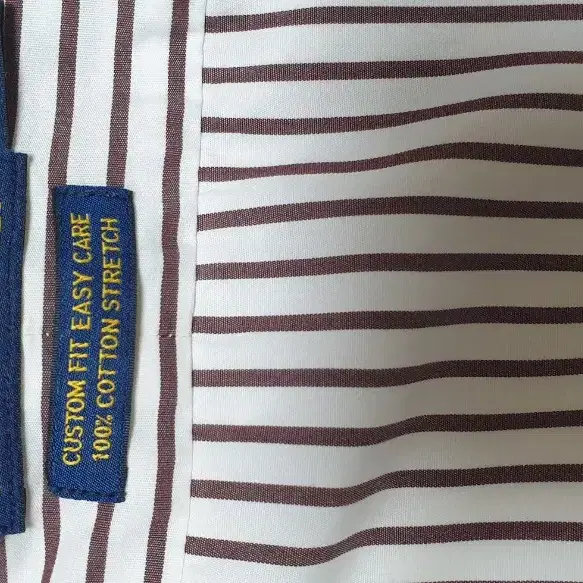 CUSTOM FIT EASY CARE
100% COTTON STRETCH